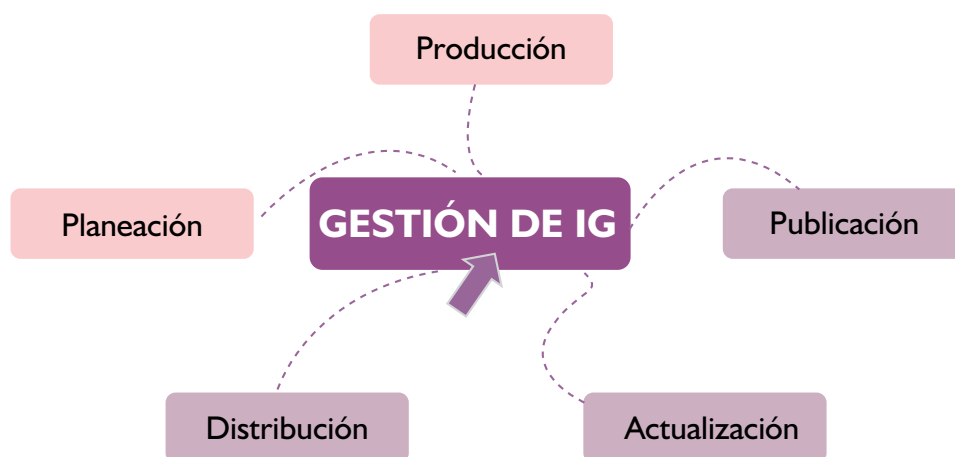 Producción
Planeación
GESTIÓN DE IG
Publicación
Distribución
Actualización